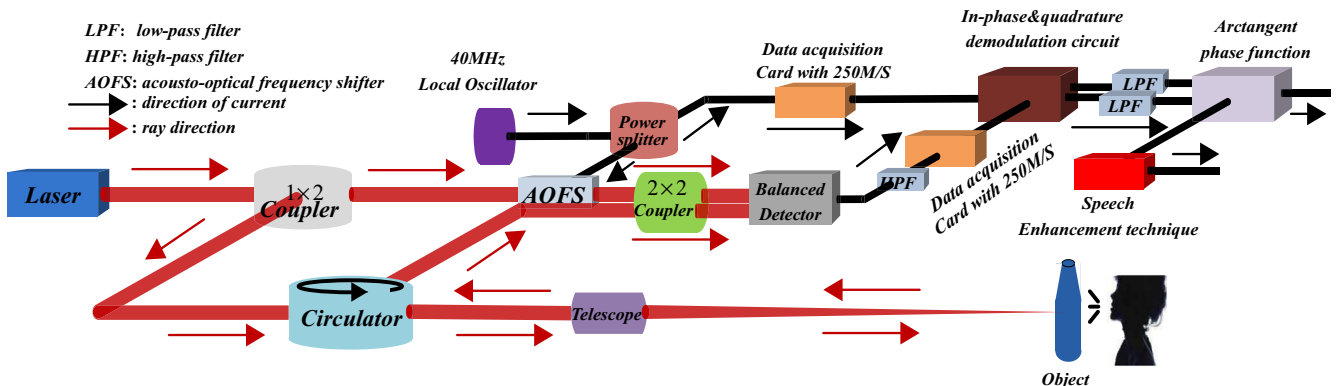 LPF: low-pass filter
HPF: high-pass filter
AOFS: acousto-optical frequency shifter
: direction of current
: ray direction
40MHz
Local Oscillator
Power
splitter
Data acquisition
Card with 250M/S
In-phase&quadrature
demodulation circuit
Arctangent
phase function
LPF
LPF
HPF
Data acquisition
Card with 250M/S
Speech
Enhancement technique
Laser
1×2
Coupler
AOFS
2×2
Coupler
Balanced
Detector
Circulator
Telescope
Object